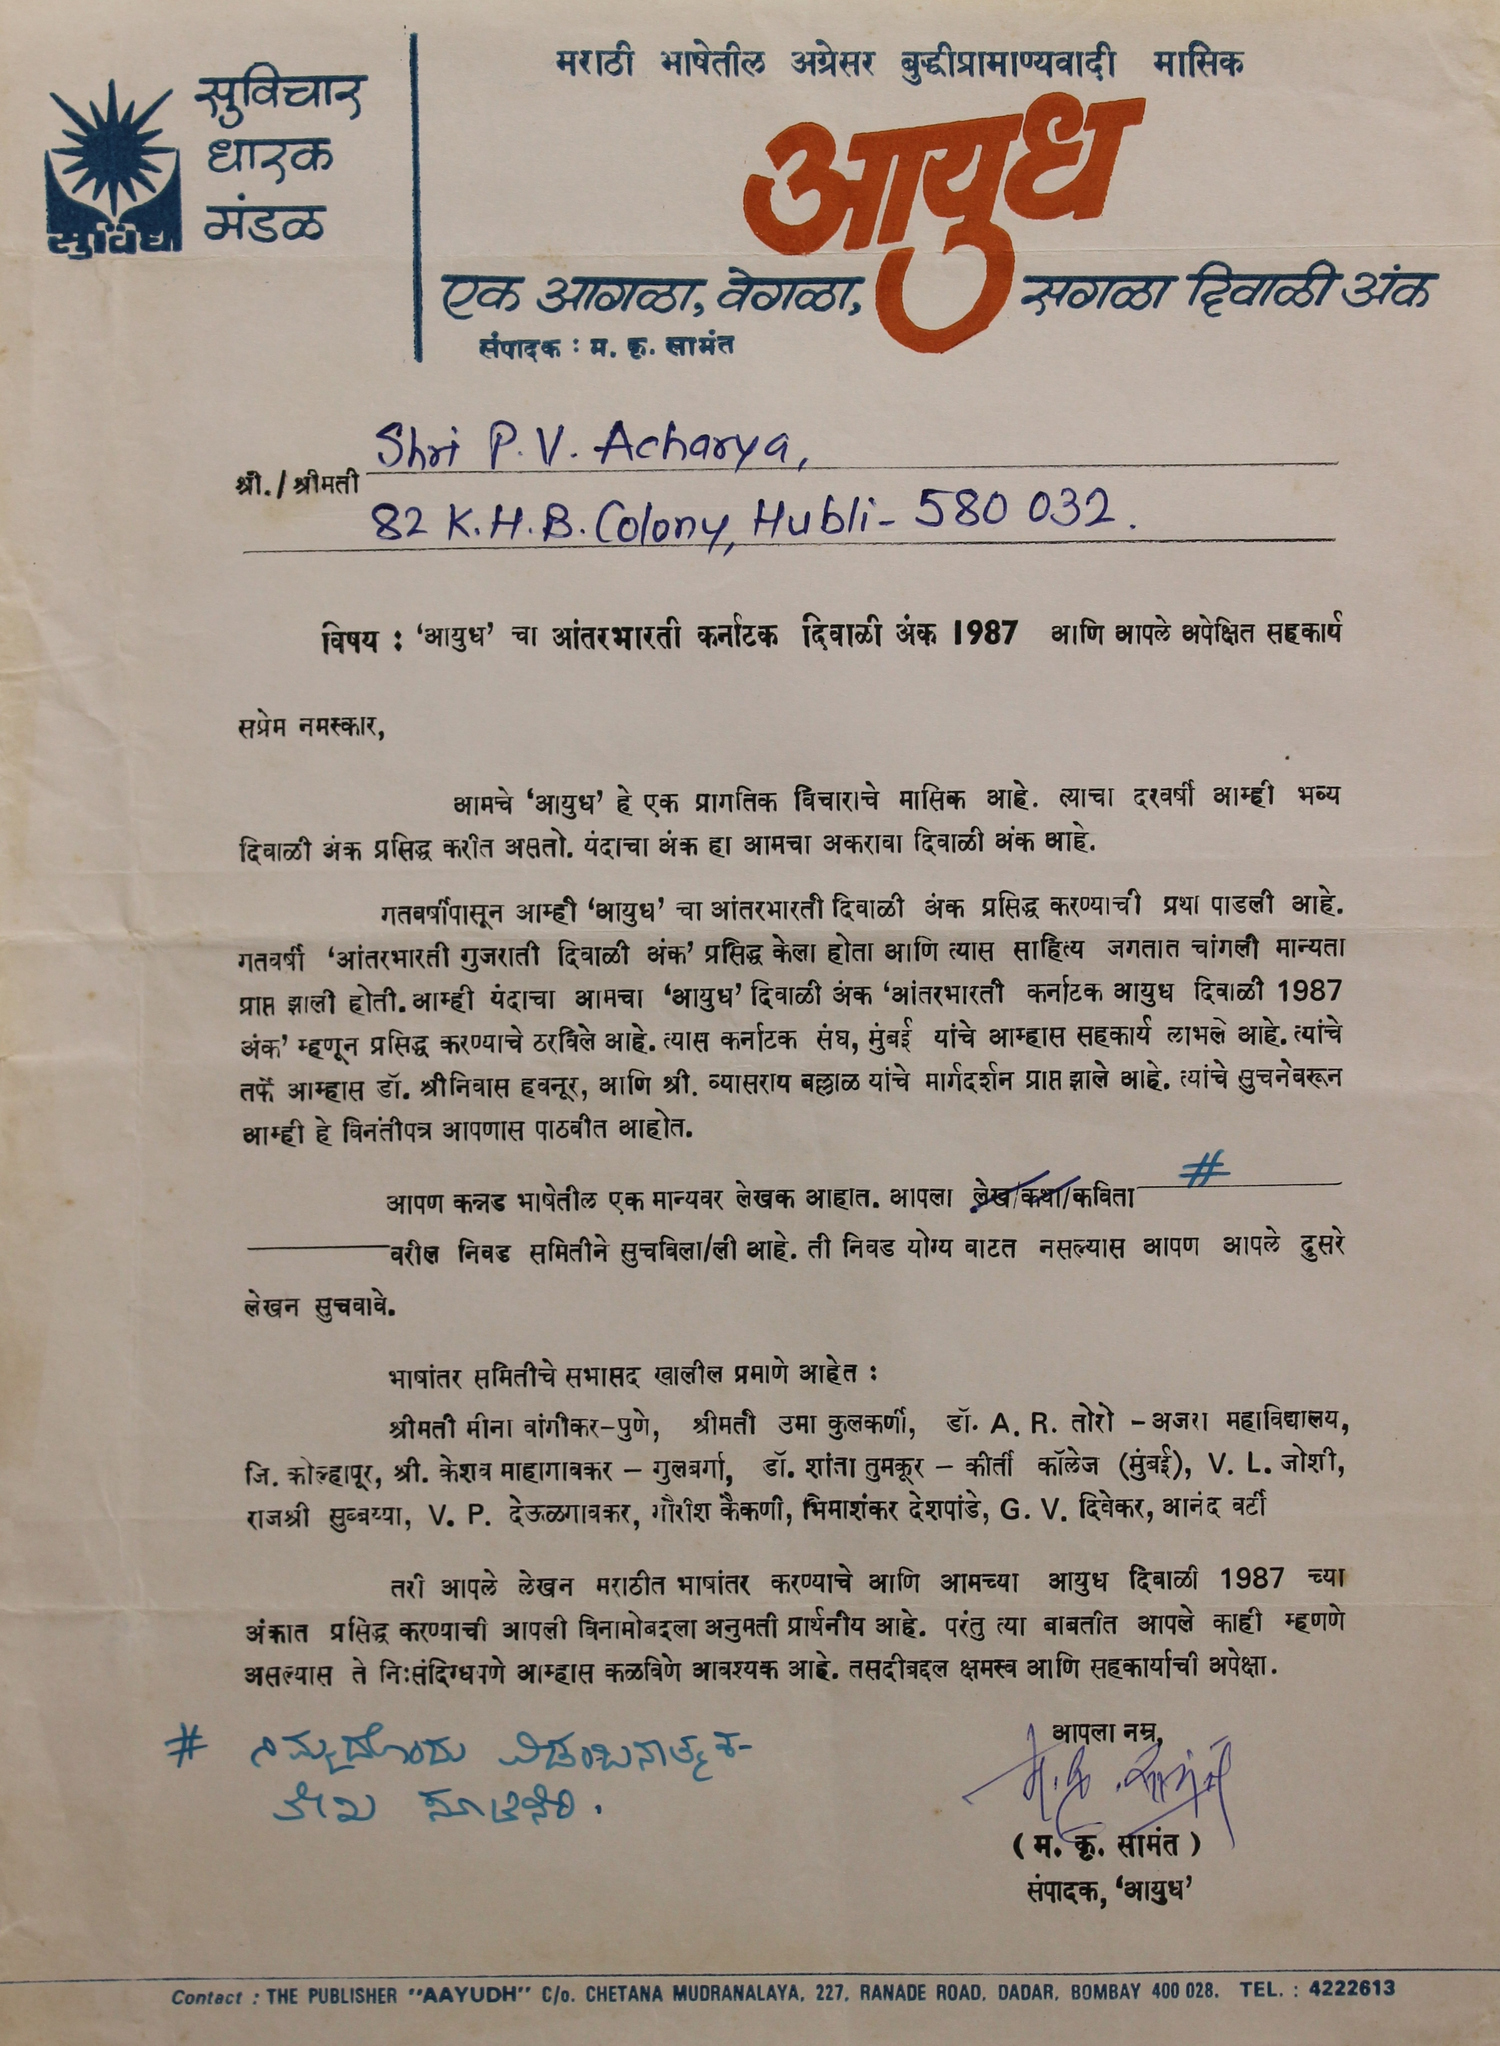 सुविचार
धारक
मंडळ
सुविधा
मराठी भाषेतील अग्रेसर बुद्धीप्रामाण्यवादी मासिक
आयुध
एक आगळा, वेगळा, सगळा दिवाळी अंक
संपादक : म. कृ. सामंत
Shri P. V. Acharya,
श्री. / श्रीमती
82 K.H.B. Colony, Hubli - 580 032.
विषय : 'आयुध' चा आंतरभारती कर्नाटक दिवाळी अंक 1987 आणि आपले अपेक्षित सहकार्य
सप्रेम नमस्कार,
आमचे 'आयुध' हे एक प्रागतिक विचाराचे मासिक आहे. त्याचा दरवर्षी आम्ही भव्य
दिवाळी अंक प्रसिद्ध करीत असतो. यंदाचा अंक हा आमचा अकरावा दिवाळी अंक आहे.
गतवर्षीपासून आम्ही 'आयुध' चा आंतरभारती दिवाळी अंक प्रसिद्ध करण्याची प्रथा पाडली आहे.
गतवर्षी 'आंतरभारती गुजराती दिवाळी अंक' प्रसिद्ध केला होता आणि त्यास साहित्य जगतात चांगली मान्यता
प्राप्त झाली होती. आम्ही यंदाचा आमचा 'आयुध' दिवाळी अंक 'आंतरभारती कर्नाटक आयुध दिवाळी 1987
अंक' म्हणून प्रसिद्ध करण्याचे ठरविले आहे. त्यास कर्नाटक संघ, मुंबई यांचे आम्हास सहकार्य लाभले आहे. त्यांचे
तर्फे आम्हास डॉ. श्रीनिवास हवनूर, आणि श्री. व्यासराय बल्लाळ यांचे मार्गदर्शन प्राप्त झाले आहे. त्यांचे सुचनेवरून
आम्ही हे विनंतीपत्र आपणास पाठवीत आहोत.
आपण कन्नड भाषेतील एक मान्यवर लेखक आहात. आपला लेख/कथा/कविता #
वरील निवड समितीने सुचविला/ली आहे. ती निवड योग्य वाटत नसल्यास आपण आपले दुसरे
लेखन सुचवावे.
भाषांतर समितीचे सभासद खालील प्रमाणे आहेत :
श्रीमती मीना वांगीकर-पुणे, श्रीमती उमा कुलकर्णी, डॉ. A. R. तोरो - अजरा महाविद्यालय,
जि. कोल्हापूर, श्री. केशव माहागावकर - गुलबर्गा, डॉ. शांता तुमकूर - कीर्ती कॉलेज (मुंबई), V. L. जोशी,
राजश्री सुब्बय्या, V. P. देऊळगावकर, गौरीश कैकणी, भिमाशंकर देशपांडे, G. V. दिवेकर, आनंद वर्टी
तरी आपले लेखन मराठीत भाषांतर करण्याचे आणि आमच्या आयुध दिवाळी 1987 च्या
अंकात प्रसिद्ध करण्याची आपली विनामोबदला अनुमती प्रार्थनीय आहे. परंतु त्या बाबतीत आपले काही म्हणणे
असल्यास ते निःसंदिग्धपणे आम्हास कळविणे आवश्यक आहे. तसदीबद्दल क्षमस्व आणि सहकार्याची अपेक्षा.
# ನಿಮ್ಮದೊಂದು ವಿಡಂಬನಾತ್ಮಕ-
ಲೇಖ
आपला नम्र,
म. कृ. सामंत
( म. कृ. सामंत )
संपादक, 'आयुध'
Contact : THE PUBLISHER "AAYUDH" C/o. CHETANA MUDRANALAYA, 227, RANADE ROAD, DADAR, BOMBAY 400 028. TEL. : 4222613